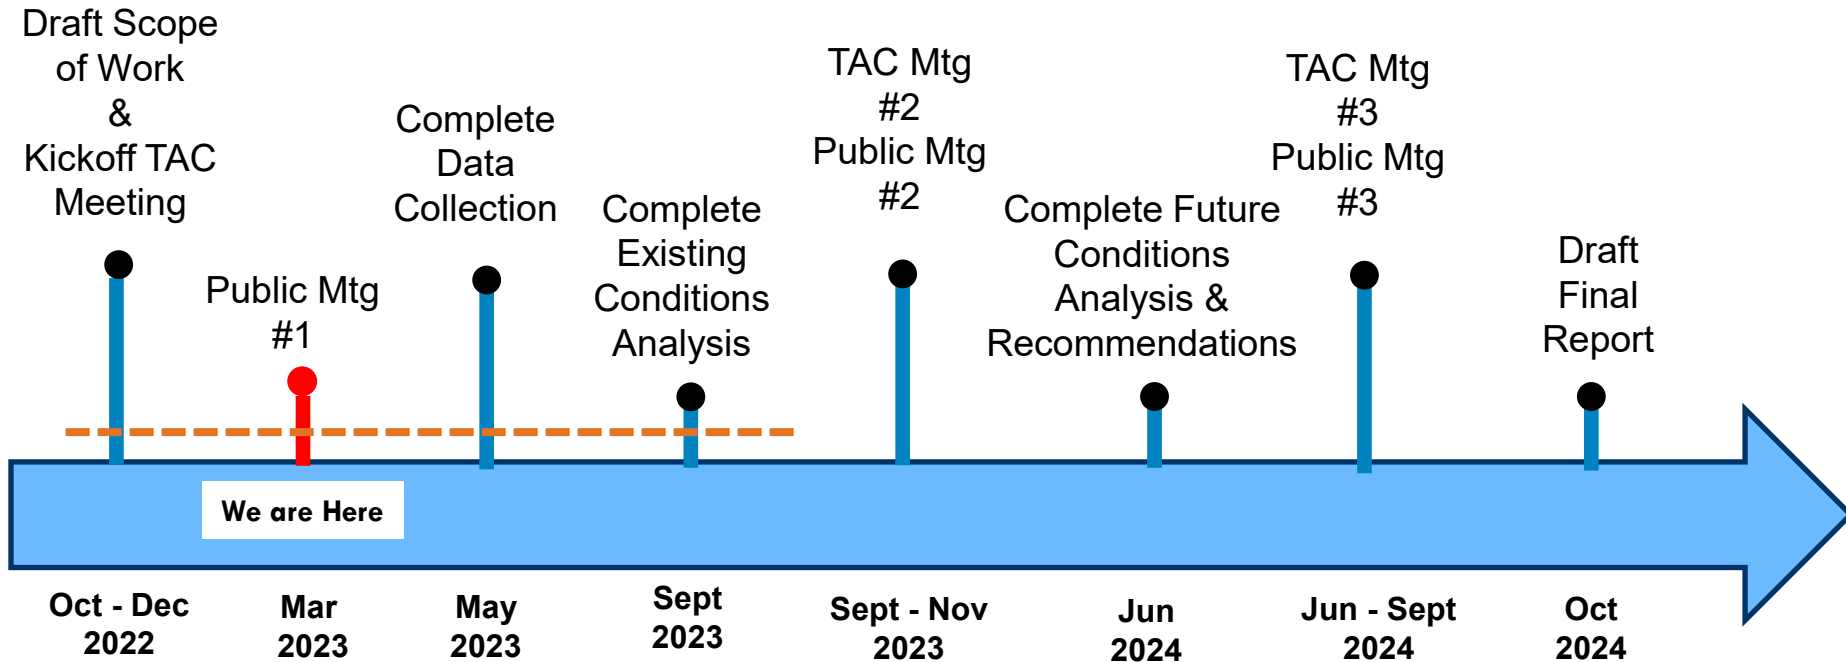 Draft Scope
of Work
&
Kickoff TAC
Meeting
Public Mtg
#1
Complete
Data
Collection
Complete
Existing
Conditions
Analysis
TAC Mtg
#2
Public Mtg
#2
Complete Future
Conditions
Analysis &
Recommendations
TAC Mtg
#3
Public Mtg
#3
Draft
Final
Report
We are Here
Oct - Dec
2022
Mar
2023
May
2023
Sept
2023
Sept - Nov
2023
Jun
2024
Jun - Sept
2024
Oct
2024